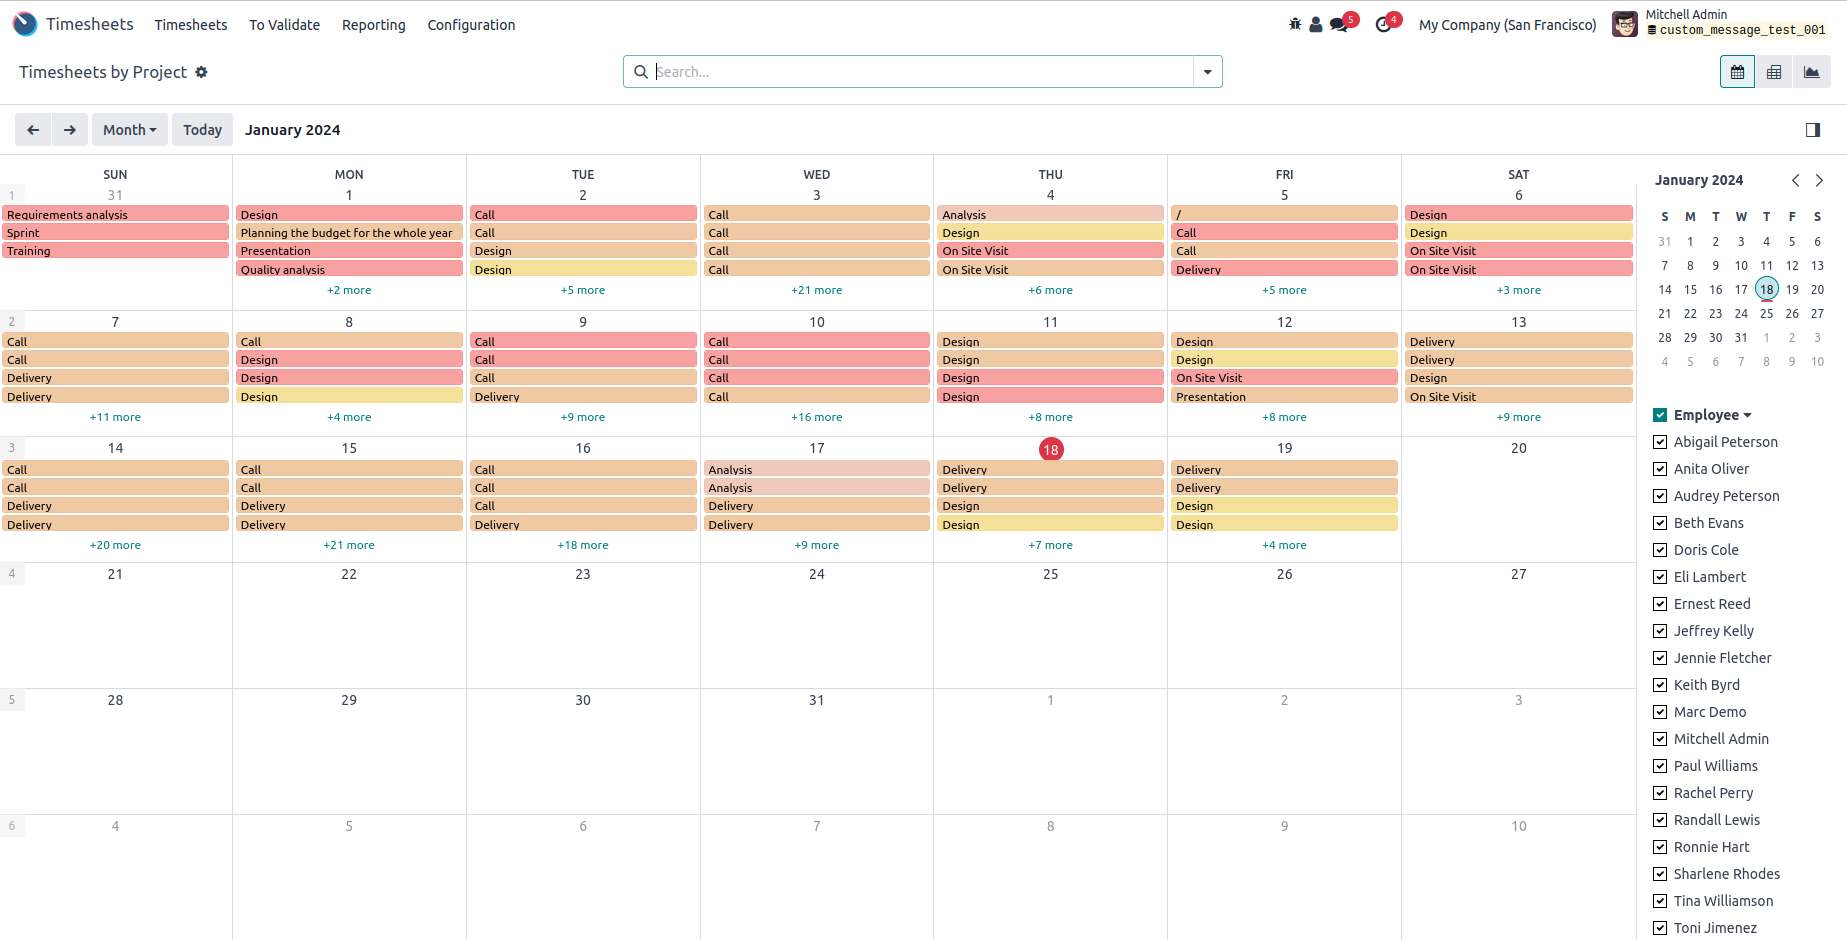 Timesheets Timesheets To Validate Reporting Configuration 5 4 My Company (San Francisco) Mitchell Admin
custom_message_test_001
Timesheets by Project Search...
Month Today January 2024
SUN MON TUE WED THU FRI SAT
1 31 1 2 3 4 5 6
Requirements analysis Design Call Call Analysis / Design
Sprint Planning the budget for the whole year Call Call Design Call Design
Training Presentation Design Call On Site Visit Call On Site Visit
Quality analysis Design Call On Site Visit Delivery On Site Visit
+2 more +5 more +21 more +6 more +5 more +3 more
2 7 8 9 10 11 12 13
Call Call Call Call Design Design Delivery
Call Design Call Call Design Design Delivery
Delivery Design Call Call Design On Site Visit Design
Delivery Design Delivery Call Design Presentation On Site Visit
+11 more +4 more +9 more +16 more +8 more +8 more +9 more
3 14 15 16 17 18 19 20
Call Call Call Analysis Delivery Delivery
Call Call Call Analysis Delivery Delivery
Delivery Delivery Call Delivery Design Design
Delivery Delivery Delivery Delivery Design Design
+20 more +21 more +18 more +9 more +7 more +4 more
4 21 22 23 24 25 26 27
5 28 29 30 31 1 2 3
6 4 5 6 7 8 9 10
January 2024
S M T W T F S
31 1 2 3 4 5 6
7 8 9 10 11 12 13
14 15 16 17 18 19 20
21 22 23 24 25 26 27
28 29 30 31 1 2 3
4 5 6 7 8 9 10
Employee
Abigail Peterson
Anita Oliver
Audrey Peterson
Beth Evans
Doris Cole
Eli Lambert
Ernest Reed
Jeffrey Kelly
Jennie Fletcher
Keith Byrd
Marc Demo
Mitchell Admin
Paul Williams
Rachel Perry
Randall Lewis
Ronnie Hart
Sharlene Rhodes
Tina Williamson
Toni Jimenez